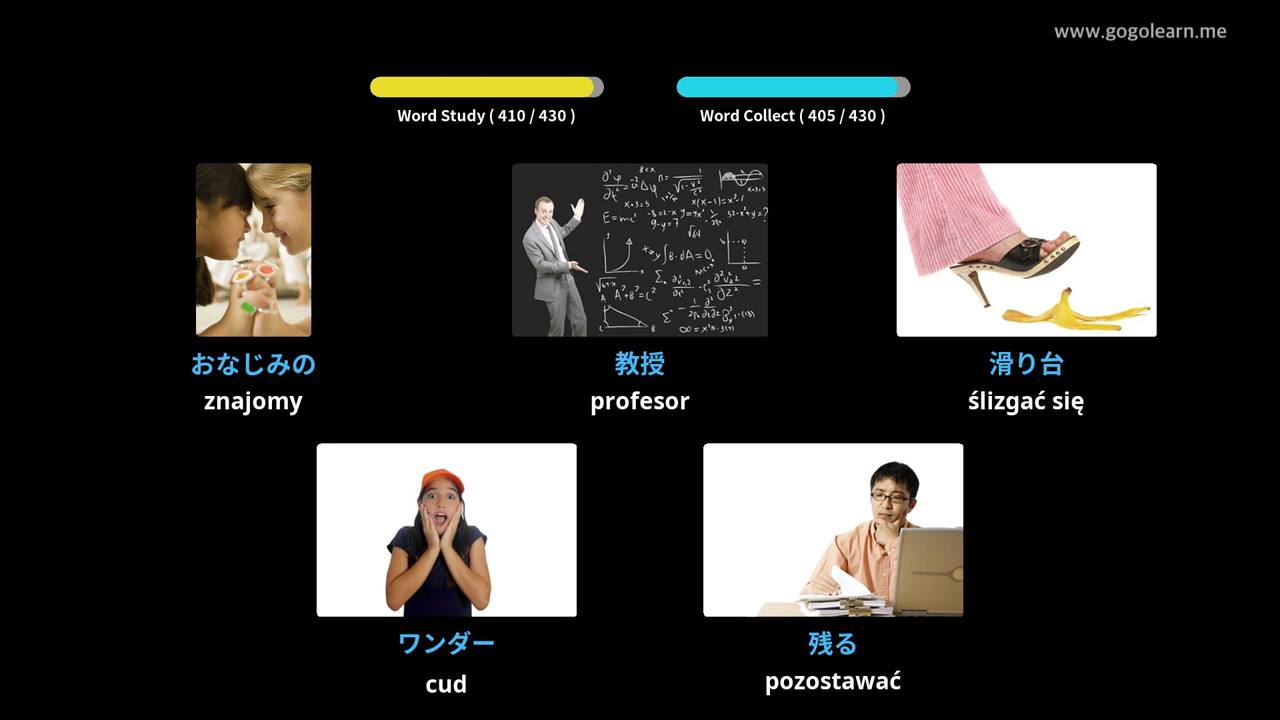 www.gogolearn.me
Word Study ( 410 / 430 )
Word Collect ( 405 / 430 )
おなじみの
znajomy
教授
profesor
滑り台
ślizgać się
ワンダー
cud
残る
pozostawać